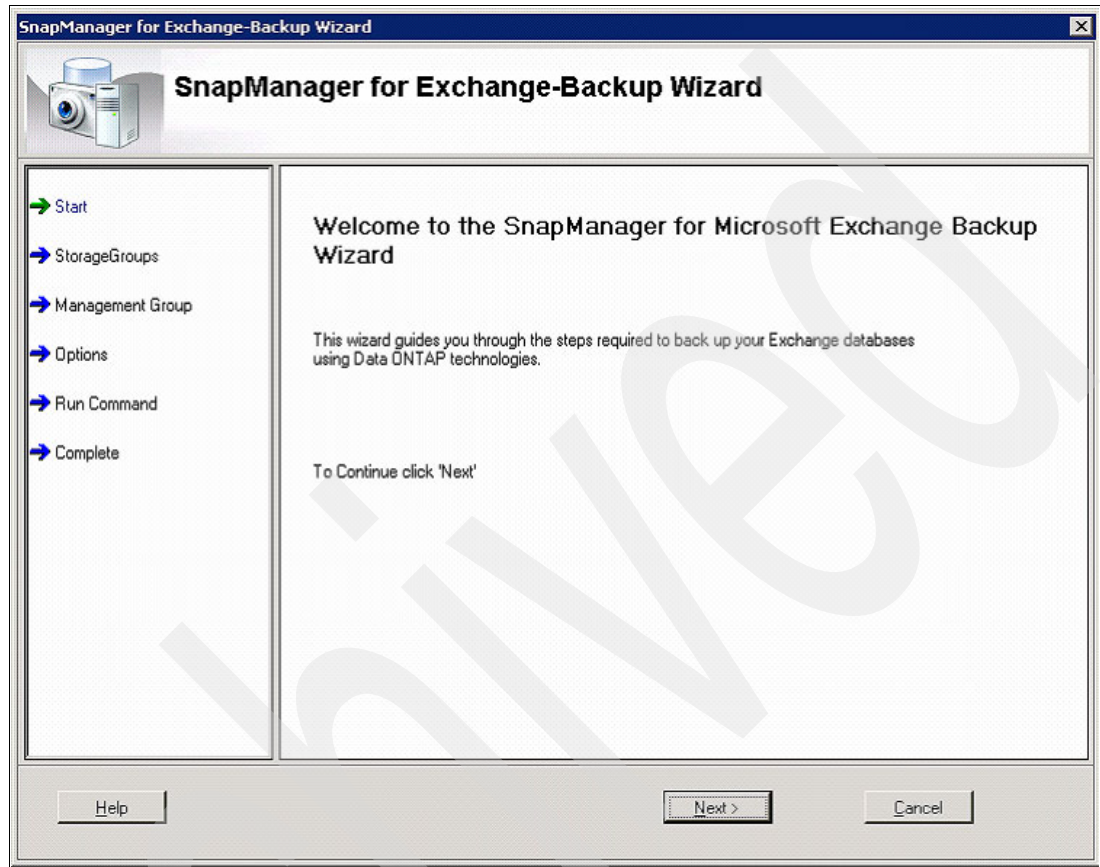 SnapManager for Exchange-Backup Wizard
SnapManager for Exchange-Backup Wizard
Start
StorageGroups
Management Group
Options
Run Command
Complete
Welcome to the SnapManager for Microsoft Exchange Backup
Wizard
This wizard guides you through the steps required to back up your Exchange databases
using Data ONTAP technologies.
To Continue click 'Next'
Help
Next >
Cancel
hived